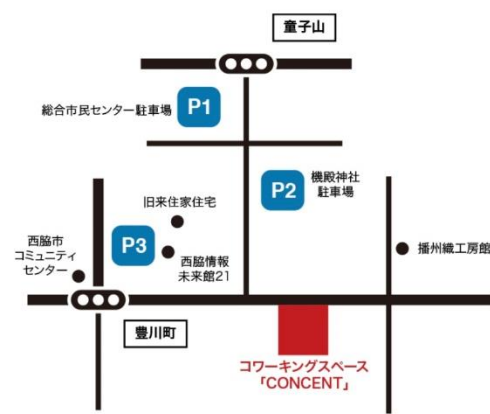 童子山
総合市民センター駐車場
P1
P2
機殿神社
駐車場
旧来住家住宅
P3
西脇市
コミュニティ
センター
西脇情報
未来館21
播州織工房館
豊川町
コワーキングスペース
「CONCENT」